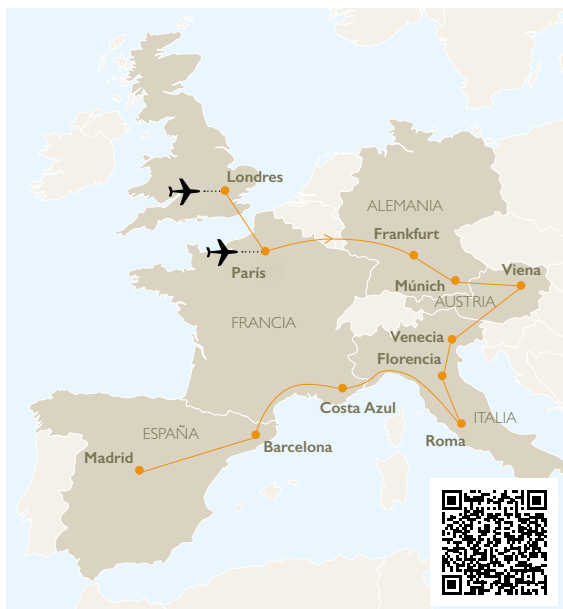 Londres
ALEMANIA
Frankfurt
París
Viena
Múnich
AUSTRIA
FRANCIA
Venecia
Florencia
Costa Azul
ITALIA
ESPAÑA
Roma
Barcelona
Madrid